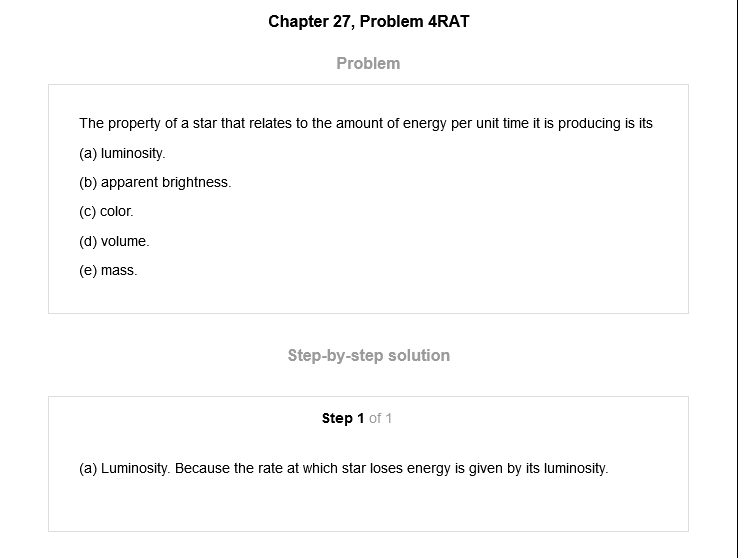 Chapter 27, Problem 4RAT
Problem
The property of a star that relates to the amount of energy per unit time it is producing is its
(a) luminosity.
(b) apparent brightness.
(c) color.
(d) volume.
(e) mass.
Step-by-step solution
Step 1 of 1
(a) Luminosity. Because the rate at which star loses energy is given by its luminosity.